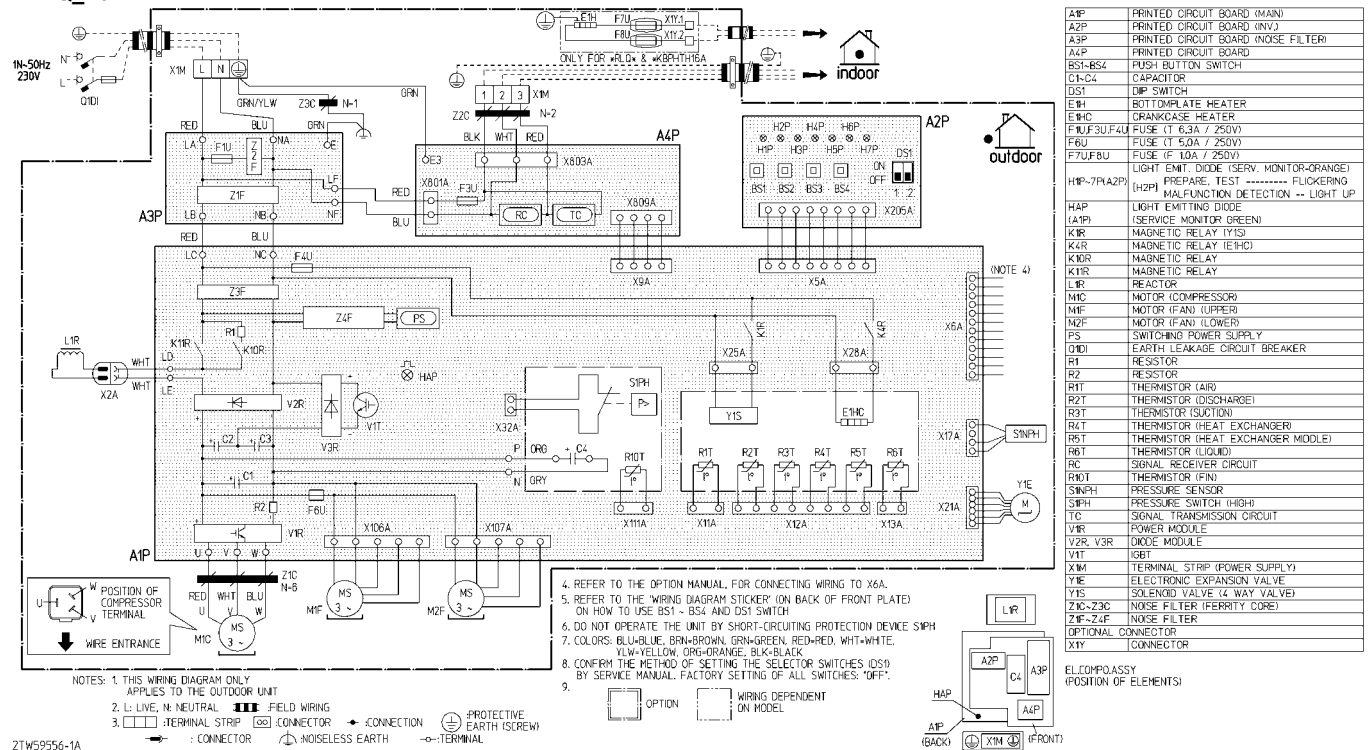 1N~50Hz
230V
N
L
Q1DI
X1M
L N
GRN/YLW
Z3C
N=1
GRN
RED
BLU
GRN
LA
NA
E
F1U
Z2F
Z1F
LF
NF
LB
NB
A3P
RED
BLU
E1H
F7U
X1Y.1
F8U
X1Y.2
ONLY FOR *RLQ* & *KBPHTH16A
indoor
1 2 3
X1M
Z2C
N=2
BLK
WHT
RED
A4P
E3
X803A
X801A
F3U
RED
BLU
RC
TC
X809A
A2P
H2P
H4P
H6P
H1P
H3P
H5P
H7P
DS1
ON
OFF
1 2
BS1
BS2
BS3
BS4
X205A
outdoor
LC
NC
F4U
X9A
X5A
(NOTE 4)
X6A
Z3F
Z4F
PS
R1
K11R
K10R
L1R
WHT
LD
WHT
LE
X2A
HAP
V2R
V1T
V3R
C2
C3
C1
R2
F6U
V1R
K1R
K4R
X25A
X28A
S1PH
P>
X32A
Y1S
E1HC
P
ORG
C4
N
GRY
R10T
t°
R1T
R2T
R3T
R4T
R5T
R6T
t°
t°
t°
t°
t°
t°
X111A
X11A
X12A
X13A
X17A
S1NPH
Y1E
X21A
M
A1P
X106A
X107A
U
V
W
Z1C
N=6
RED
WHT
BLU
U
V
W
M1C
MS
3 ~
M1F
MS
3 ~
M2F
MS
3 ~
W
U
V
POSITION OF
COMPRESSOR
TERMINAL
WIRE ENTRANCE
NOTES: 1. THIS WIRING DIAGRAM ONLY
APPLIES TO THE OUTDOOR UNIT
2. L: LIVE, N: NEUTRAL :FIELD WIRING
3. :TERMINAL STRIP :CONNECTOR :CONNECTION :PROTECTIVE
EARTH (SCREW)
: CONNECTOR :NOISELESS EARTH :TERMINAL
4. REFER TO THE OPTION MANUAL, FOR CONNECTING WIRING TO X6A.
5. REFER TO THE 'WIRING DIAGRAM STICKER' (ON BACK OF FRONT PLATE)
ON HOW TO USE BS1 ~ BS4 AND DS1 SWITCH
6. DO NOT OPERATE THE UNIT BY SHORT-CIRCUITING PROTECTION DEVICE S1PH
7. COLORS: BLU=BLUE, BRN=BROWN, GRN=GREEN, RED=RED, WHT=WHITE,
YLW=YELLOW, ORG=ORANGE, BLK=BLACK
8. CONFIRM THE METHOD OF SETTING THE SELECTOR SWITCHES (DS1)
BY SERVICE MANUAL. FACTORY SETTING OF ALL SWITCHES: "OFF".
9.
OPTION
WIRING DEPENDENT
ON MODEL
2TW59556-1A
A1P PRINTED CIRCUIT BOARD (MAIN)
A2P PRINTED CIRCUIT BOARD (INV.)
A3P PRINTED CIRCUIT BOARD (NOISE FILTER)
A4P PRINTED CIRCUIT BOARD
BS1~BS4 PUSH BUTTON SWITCH
C1~C4 CAPACITOR
DS1 DIP SWITCH
E1H BOTTOMPLATE HEATER
E1HC CRANKCASE HEATER
F1U,F3U,F4U FUSE (T 6,3A / 250V)
F6U FUSE (T 5,0A / 250V)
F7U,F8U FUSE (F 1,0A / 250V)
H1P~7P(A2P) LIGHT EMIT. DIODE (SERV. MONITOR-ORANGE)
[H2P] PREPARE, TEST --------- FLICKERING
MALFUNCTION DETECTION -- LIGHT UP
HAP LIGHT EMITTING DIODE
(A1P) (SERVICE MONITOR GREEN)
K1R MAGNETIC RELAY (Y1S)
K4R MAGNETIC RELAY (E1HC)
K10R MAGNETIC RELAY
K11R MAGNETIC RELAY
L1R REACTOR
M1C MOTOR (COMPRESSOR)
M1F MOTOR (FAN) (UPPER)
M2F MOTOR (FAN) (LOWER)
PS SWITCHING POWER SUPPLY
Q1DI EARTH LEAKAGE CIRCUIT BREAKER
R1 RESISTOR
R2 RESISTOR
R1T THERMISTOR (AIR)
R2T THERMISTOR (DISCHARGE)
R3T THERMISTOR (SUCTION)
R4T THERMISTOR (HEAT EXCHANGER)
R5T THERMISTOR (HEAT EXCHANGER MIDDLE)
R6T THERMISTOR (LIQUID)
RC SIGNAL RECEIVER CIRCUIT
R10T THERMISTOR (FIN)
S1NPH PRESSURE SENSOR
S1PH PRESSURE SWITCH (HIGH)
TC SIGNAL TRANSMISSION CIRCUIT
V1R POWER MODULE
V2R, V3R DIODE MODULE
V1T IGBT
X1M TERMINAL STRIP (POWER SUPPLY)
Y1E ELECTRONIC EXPANSION VALVE
Y1S SOLENOID VALVE (4 WAY VALVE)
Z1C~Z3C NOISE FILTER (FERRITY CORE)
Z1F~Z4F NOISE FILTER
OPTIONAL CONNECTOR
X1Y CONNECTOR
EL.COMPO.ASSY
(POSITION OF ELEMENTS)
L1R
A2P
C4
A3P
HAP
A4P
A1P
(BACK)
X1M
(FRONT)